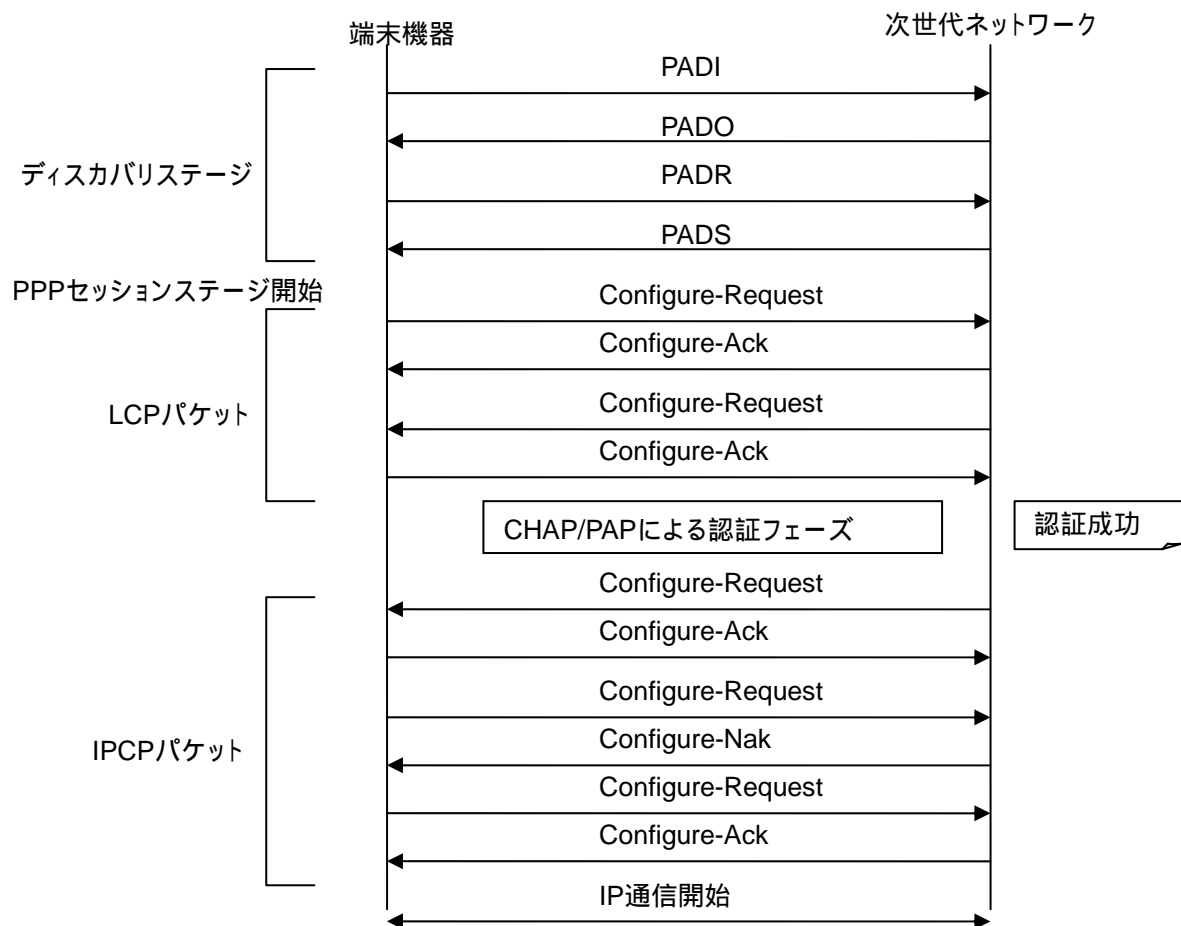 端末機器
次世代ネットワーク
PADI
PADO
ディスカバリステージ
PADR
PADS
PPPセッションステージ開始
Configure-Request
Configure-Ack
LCPパケット
Configure-Request
Configure-Ack
CHAP/PAPによる認証フェーズ
認証成功
Configure-Request
Configure-Ack
Configure-Request
IPCPパケット
Configure-Nak
Configure-Request
Configure-Ack
IP通信開始